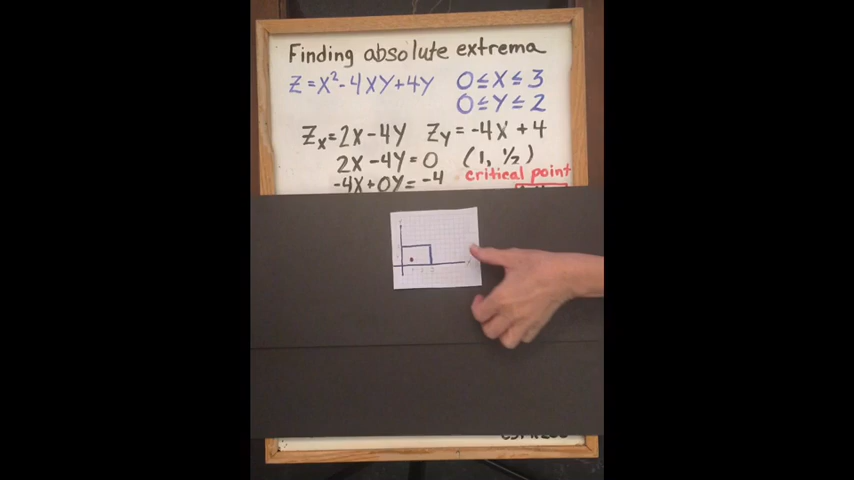 Finding absolute extrema
Z = X² - 4XY + 4Y 0 ≤ X ≤ 3
0 ≤ Y ≤ 2
Zx = 2X - 4Y Zy = -4X + 4
2X - 4Y = 0 (1, ½)
-4X + 0Y = -4 critical point